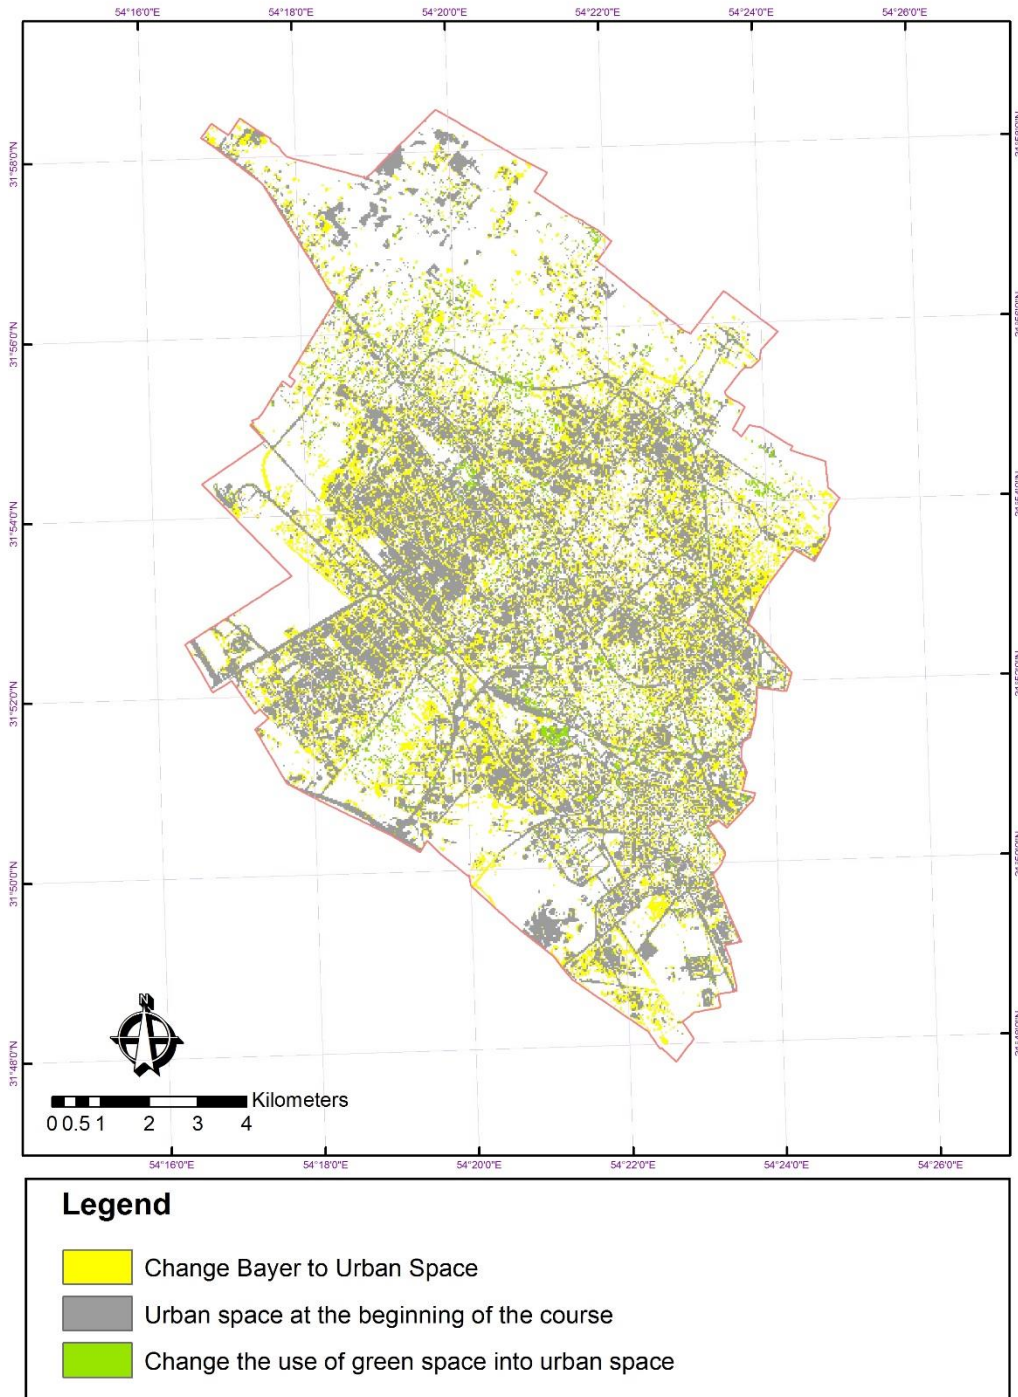 54°16'0"E 54°18'0"E 54°20'0"E 54°22'0"E 54°24'0"E 54°26'0"E
31°58'0"N
31°56'0"N
31°54'0"N
31°52'0"N
31°50'0"N
31°48'0"N
N
Kilometers
0 0.5 1 2 3 4
54°16'0"E 54°18'0"E 54°20'0"E 54°22'0"E 54°24'0"E 54°26'0"E
Legend
Change Bayer to Urban Space
Urban space at the beginning of the course
Change the use of green space into urban space